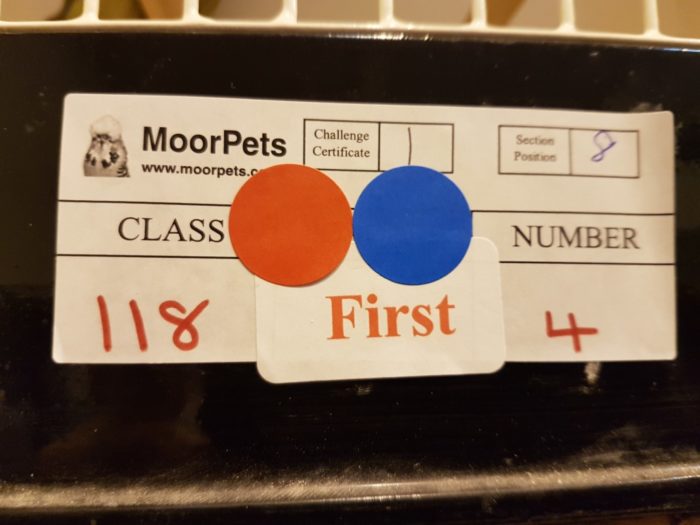 MoorPets
www.moorpets.c
Challenge
Certificate
1
Section
Position
8
CLASS
NUMBER
118
First
4